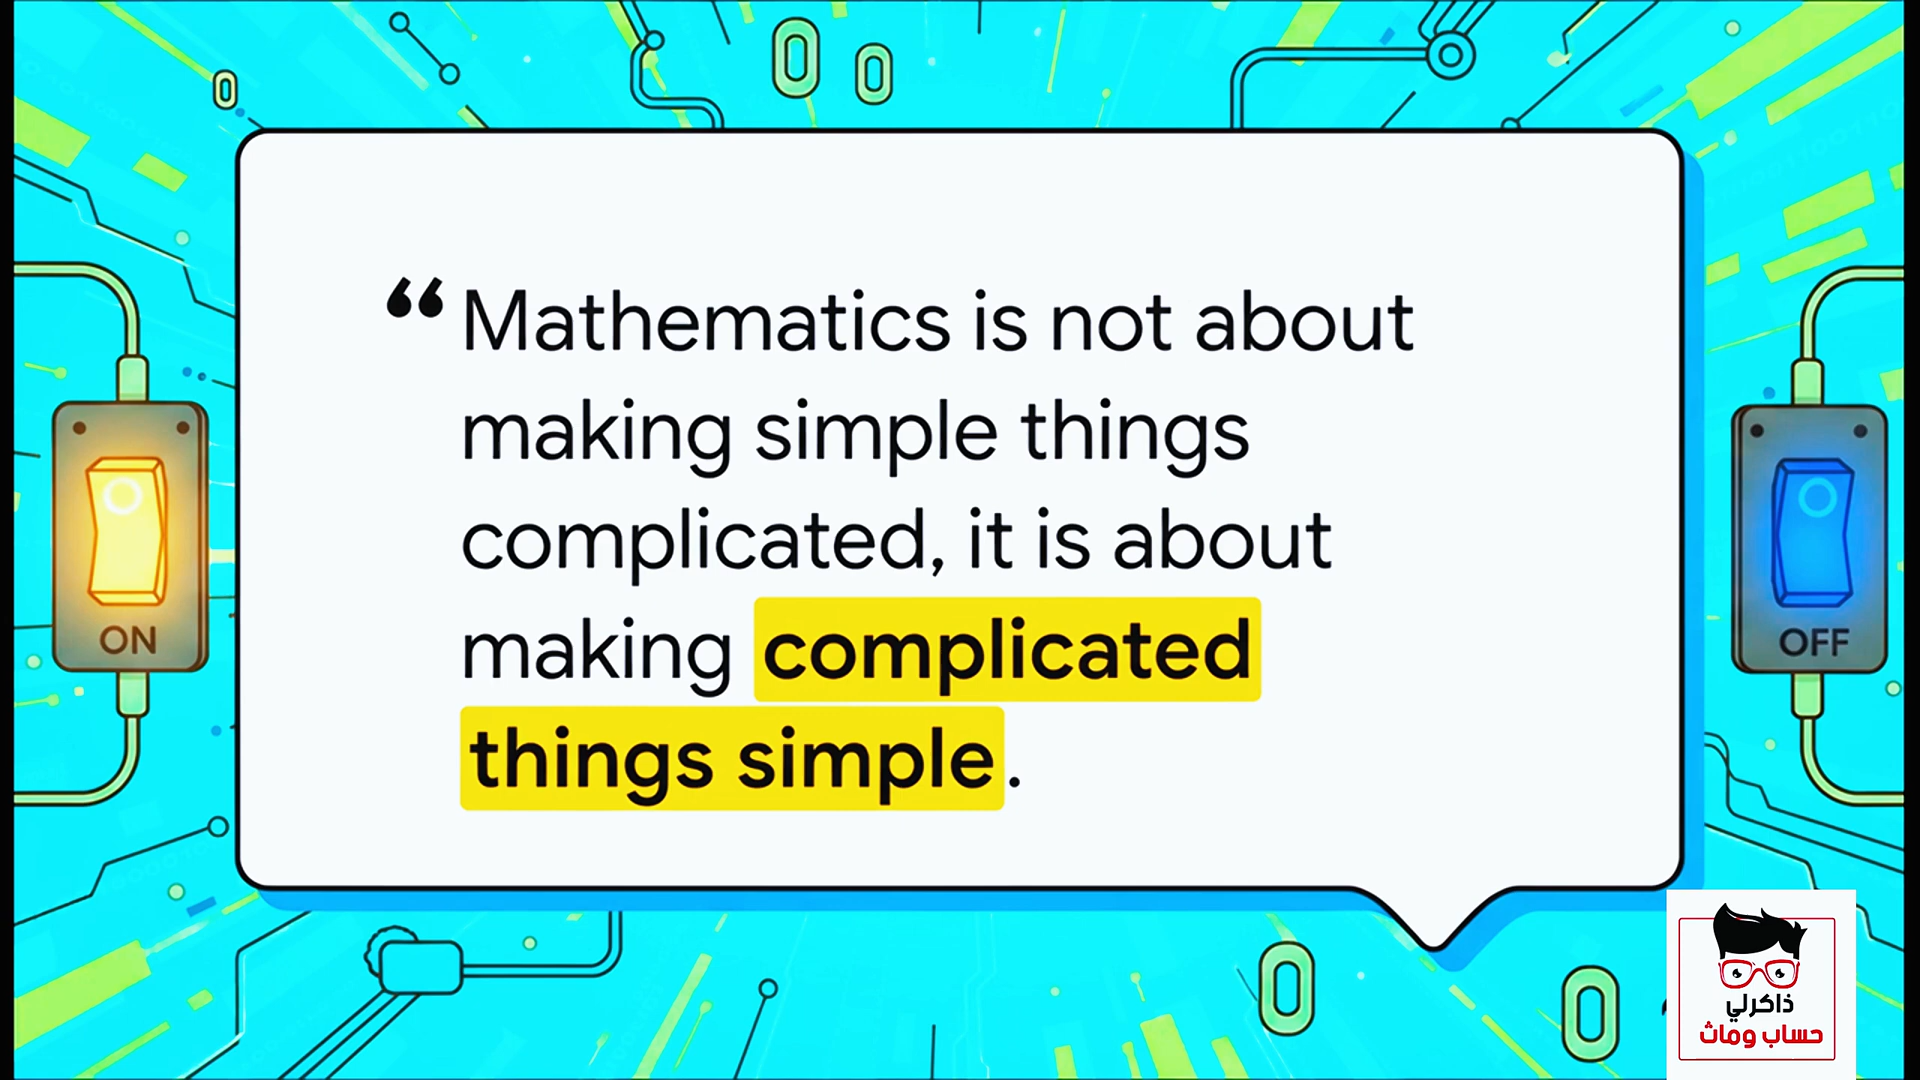 “Mathematics is not about
making simple things
complicated, it is about
making complicated
things simple.
ON
OFF
ذاكرلي
حساب وماث